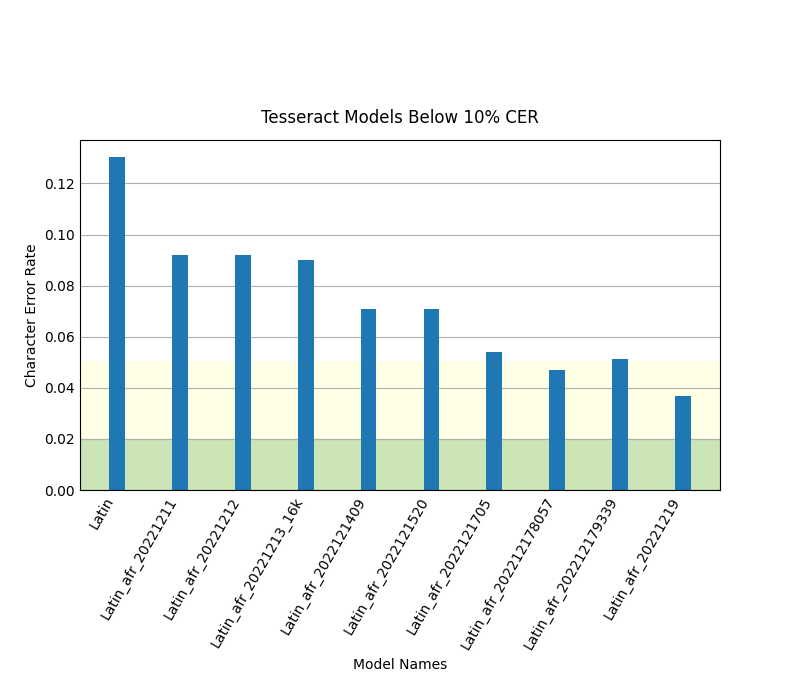 Tesseract Models Below 10% CER
Character Error Rate
0.12
0.10
0.08
0.06
0.04
0.02
0.00
Latin
Latin_afr_20221211
Latin_afr_20221212
Latin_afr_20221213_16k
Latin_afr_2022121409
Latin_afr_2022121520
Latin_afr_2022121705
Latin_afr_202212178057
Latin_afr_202212179339
Latin_afr_20221219
Model Names